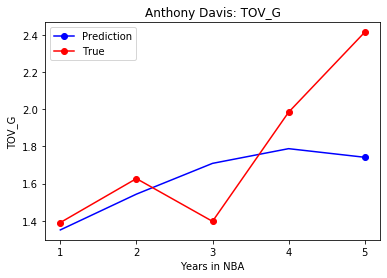 Anthony Davis: TOV_G
Prediction
True
TOV_G
2.4
2.2
2.0
1.8
1.6
1.4
1 2 3 4 5
Years in NBA